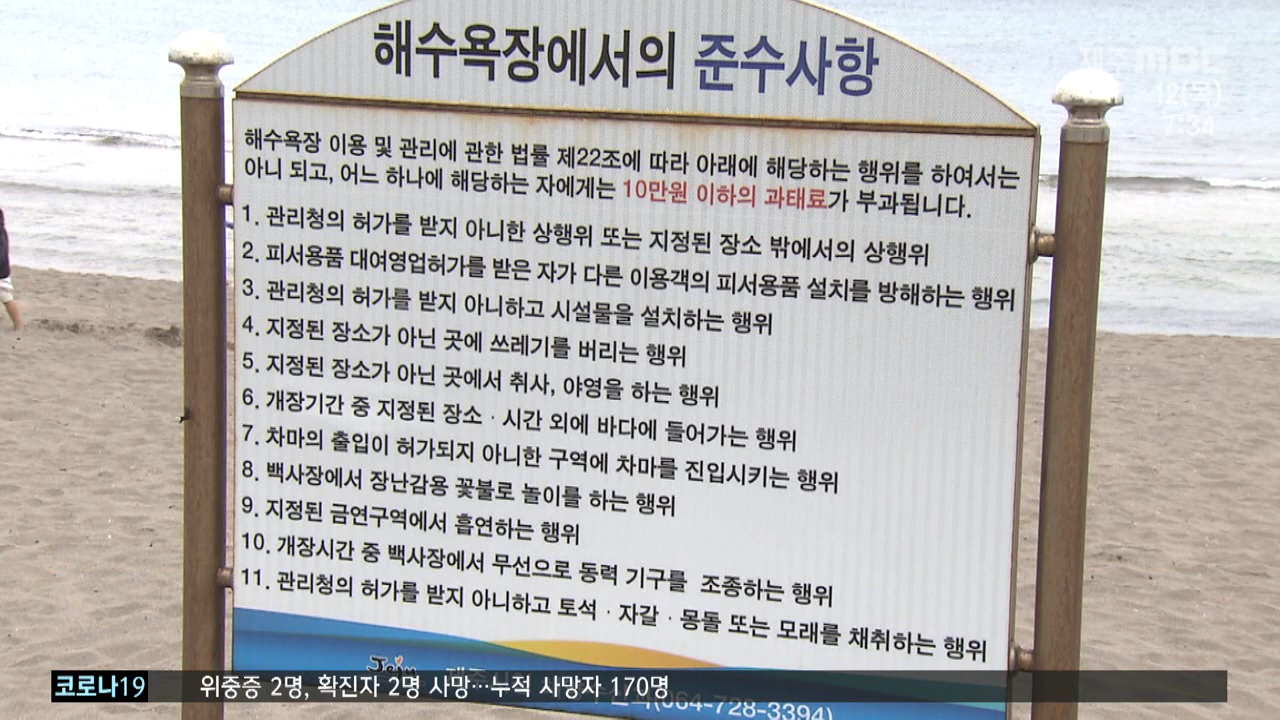 해수욕장에서의 준수사항
제주MBC
12(목)
7:34
해수욕장 이용 및 관리에 관한 법률 제22조에 따라 아래에 해당하는 행위를 하여서는
아니 되고, 어느 하나에 해당하는 자에게는 10만원 이하의 과태료가 부과됩니다.
1. 관리청의 허가를 받지 아니한 상행위 또는 지정된 장소 밖에서의 상행위
2. 피서용품 대여영업허가를 받은 자가 다른 이용객의 피서용품 설치를 방해하는 행위
3. 관리청의 허가를 받지 아니하고 시설물을 설치하는 행위
4. 지정된 장소가 아닌 곳에 쓰레기를 버리는 행위
5. 지정된 장소가 아닌 곳에서 취사, 야영을 하는 행위
6. 개장기간 중 지정된 장소 · 시간 외에 바다에 들어가는 행위
7. 차마의 출입이 허가되지 아니한 구역에 차마를 진입시키는 행위
8. 백사장에서 장난감용 꽃불로 놀이를 하는 행위
9. 지정된 금연구역에서 흡연하는 행위
10. 개장시간 중 백사장에서 무선으로 동력 기구를 조종하는 행위
11. 관리청의 허가를 받지 아니하고 토석 · 자갈 · 몽돌 또는 모래를 채취하는 행위
(064-728-3394)
코로나19 위중증 2명, 확진자 2명 사망…누적 사망자 170명